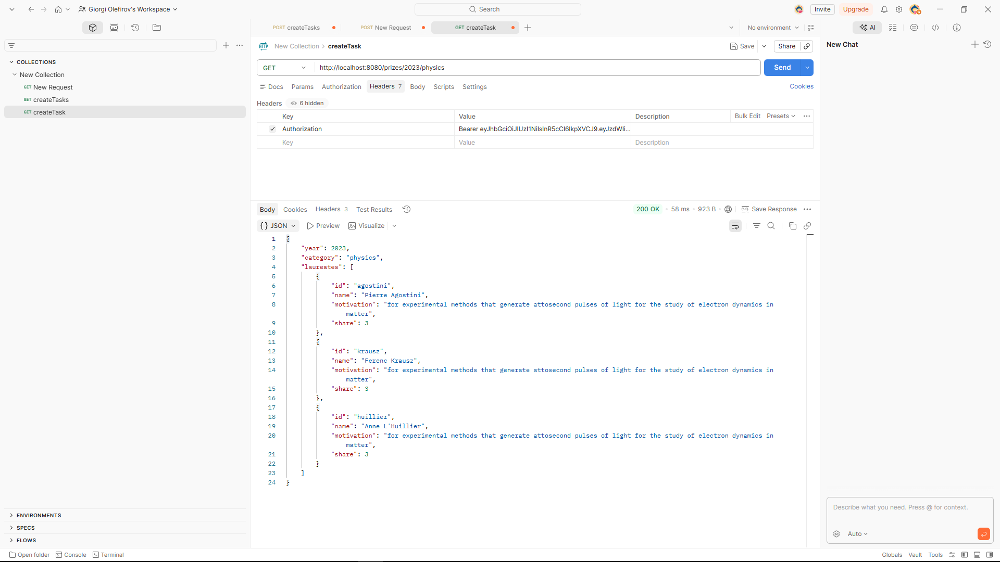 Giorgi Olefirov's Workspace
Search
Invite
Upgrade
POST createTasks
POST New Request
GET createTask
No environment
AI
New Chat
COLLECTIONS
New Collection
GET New Request
GET createTasks
GET createTask
HTTP New Collection > createTask
Save
Share
GET
http://localhost:8080/prizes/2023/physics
Send
Docs
Params
Authorization
Headers 7
Body
Scripts
Settings
Cookies
Headers
6 hidden
Key
Value
Description
Bulk Edit
Presets
Authorization
Bearer eyJhbGciOiJIUzI1NiIsInR5cCI6IkpXVCJ9.eyJzdWIi...
Key
Value
Description
Body
Cookies
Headers 3
Test Results
200 OK
58 ms
923 B
e.g. Save Response
{} JSON
Preview
Visualize
1 {
2 "year": 2023,
3 "category": "physics",
4 "laureates": [
5 {
6 "id": "agostini",
7 "name": "Pierre Agostini",
8 "motivation": "for experimental methods that generate attosecond pulses of light for the study of electron dynamics in
matter",
9 "share": 3
10 },
11 {
12 "id": "krausz",
13 "name": "Ferenc Krausz",
14 "motivation": "for experimental methods that generate attosecond pulses of light for the study of electron dynamics in
matter",
15 "share": 3
16 },
17 {
18 "id": "huillier",
19 "name": "Anne L'Huillier",
20 "motivation": "for experimental methods that generate attosecond pulses of light for the study of electron dynamics in
matter",
21 "share": 3
22 }
23 ]
24 }
Describe what you need. Press @ for context.
Auto
ENVIRONMENTS
SPECS
FLOWS
Open folder
Console
Terminal
Globals
Vault
Tools